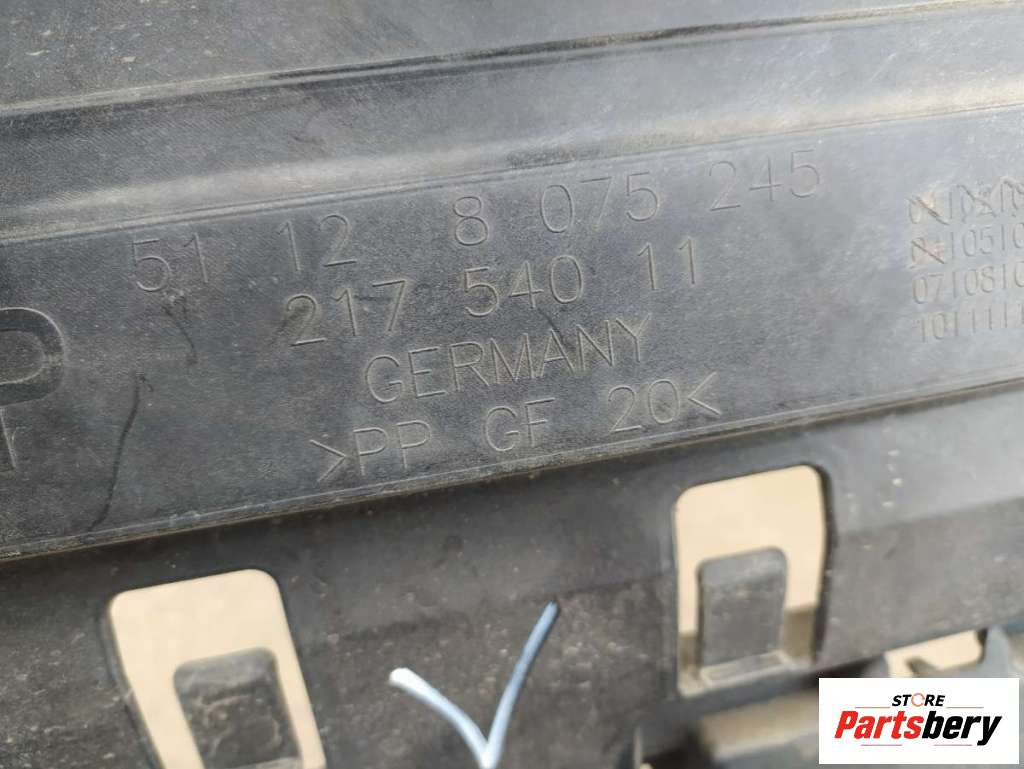 51 12 8 075 245
217 540 11
GERMANY
>PP GF 20<
STORE
Partsbery